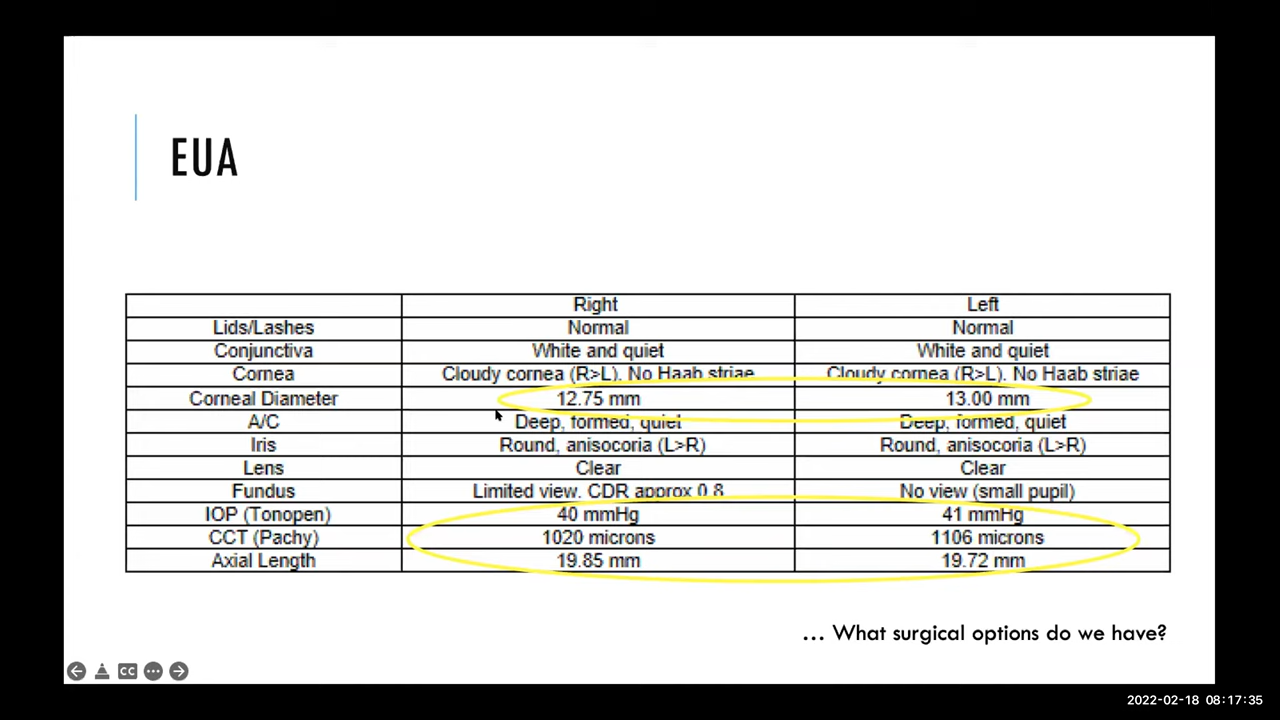 EUA
Right Left
Lids/Lashes Normal Normal
Conjunctiva White and quiet White and quiet
Cornea Cloudy cornea (R>L). No Haab striae Cloudy cornea (R>L). No Haab striae
Corneal Diameter 12.75 mm 13.00 mm
A/C Deep, formed, quiet Deep, formed, quiet
Iris Round, anisocoria (L>R) Round, anisocoria (L>R)
Lens Clear Clear
Fundus Limited view. CDR approx 0.8 No view (small pupil)
IOP (Tonopen) 40 mmHg 41 mmHg
CCT (Pachy) 1020 microns 1106 microns
Axial Length 19.85 mm 19.72 mm
... What surgical options do we have?
CC
2022-02-18 08:17:35